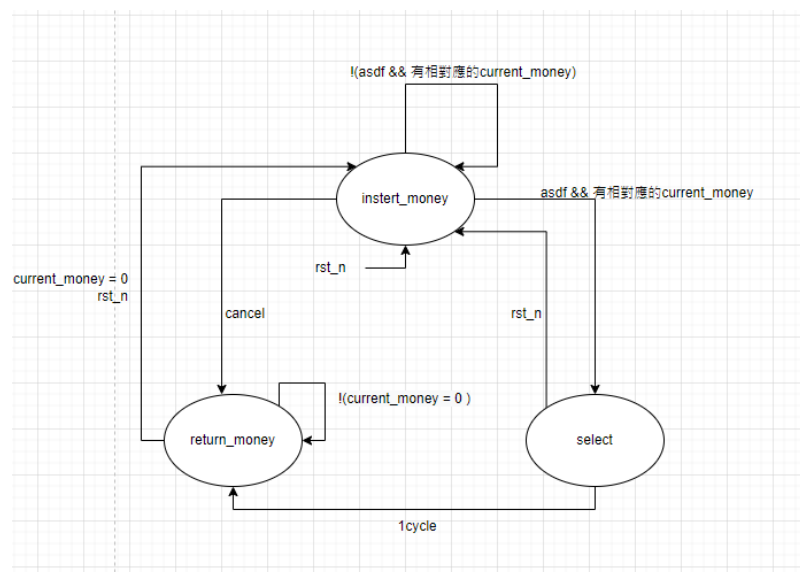 !(asdf && 有相對應的current_money)
instert_money
asdf && 有相對應的current_money
rst_n
current_money = 0
rst_n
cancel
rst_n
!(current_money = 0 )
return_money
select
1cycle